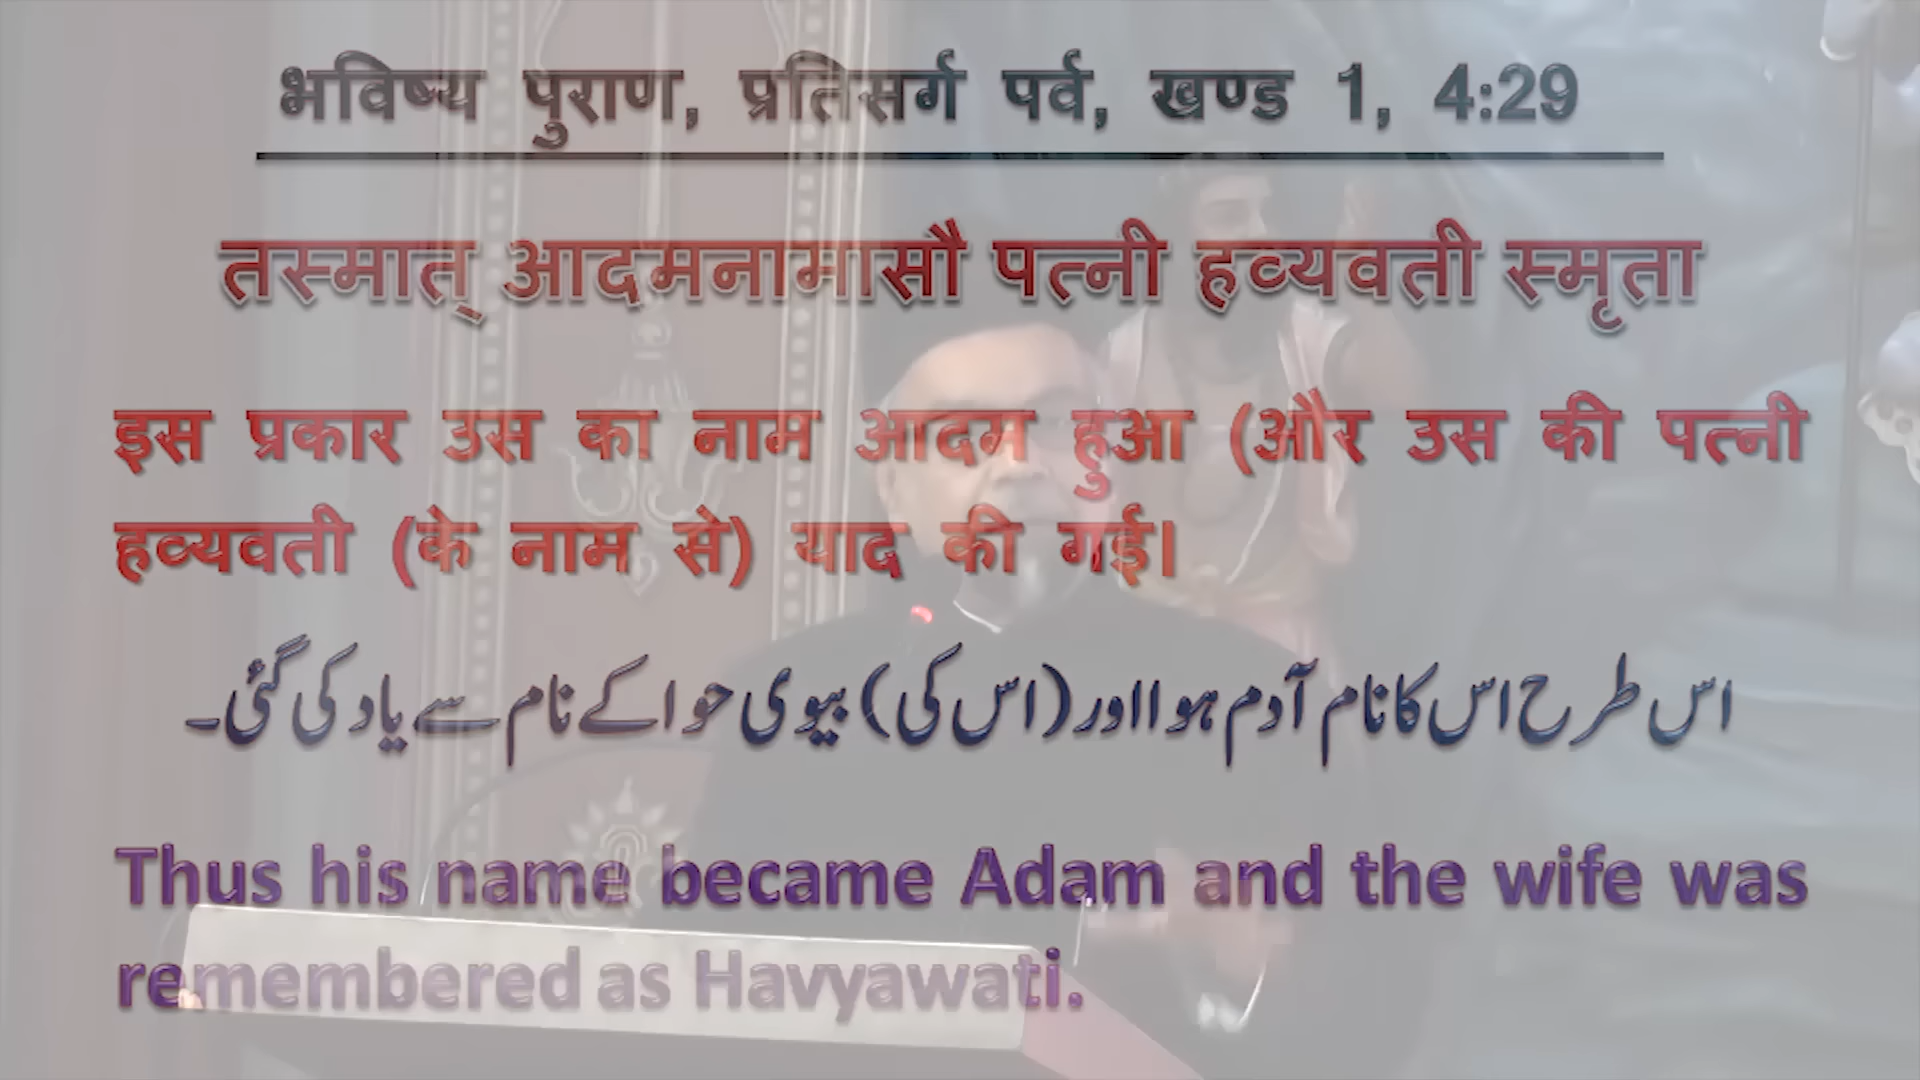 भविष्य पुराण, प्रतिसर्ग पर्व, खण्ड 1, 4:29
तस्मात् आदमनामासौ पत्नी हव्यवती स्मृता
इस प्रकार उस का नाम आदम हुआ (और उस की पत्नी
हव्यवती (के नाम से) याद की गई।
اس طرح اس کا نام آدم ہوا اور (اس کی) بیوی حوا کے نام سے یاد کی گئی۔
Thus his name became Adam and the wife was
remembered as Havyawati.